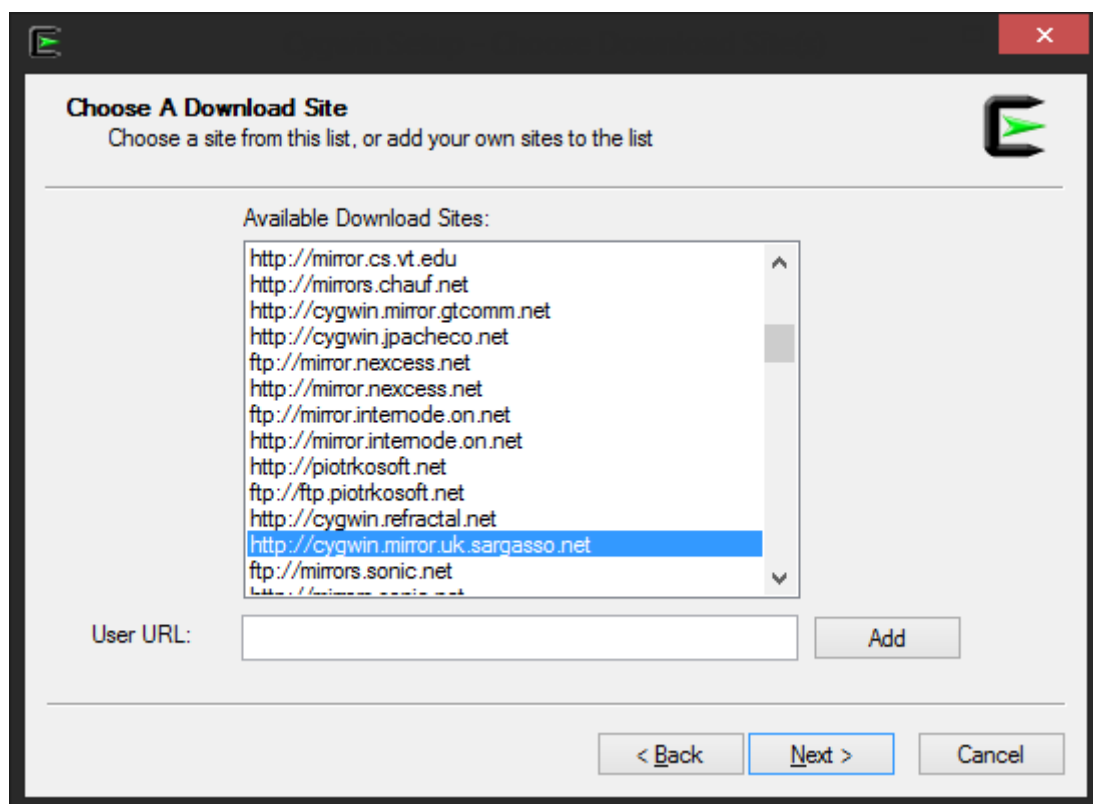 Choose A Download Site
Choose a site from this list, or add your own sites to the list
Available Download Sites:
http://mirror.cs.vt.edu
http://mirrors.chauf.net
http://cygwin.mirror.gtcomm.net
http://cygwin.jpacheco.net
ftp://mirror.nexcess.net
http://mirror.nexcess.net
ftp://mirror.internode.on.net
http://mirror.internode.on.net
http://piotrkosoft.net
ftp://ftp.piotrkosoft.net
http://cygwin.refractal.net
http://cygwin.mirror.uk.sargasso.net
ftp://mirrors.sonic.net
User URL:
Add
< Back Next > Cancel